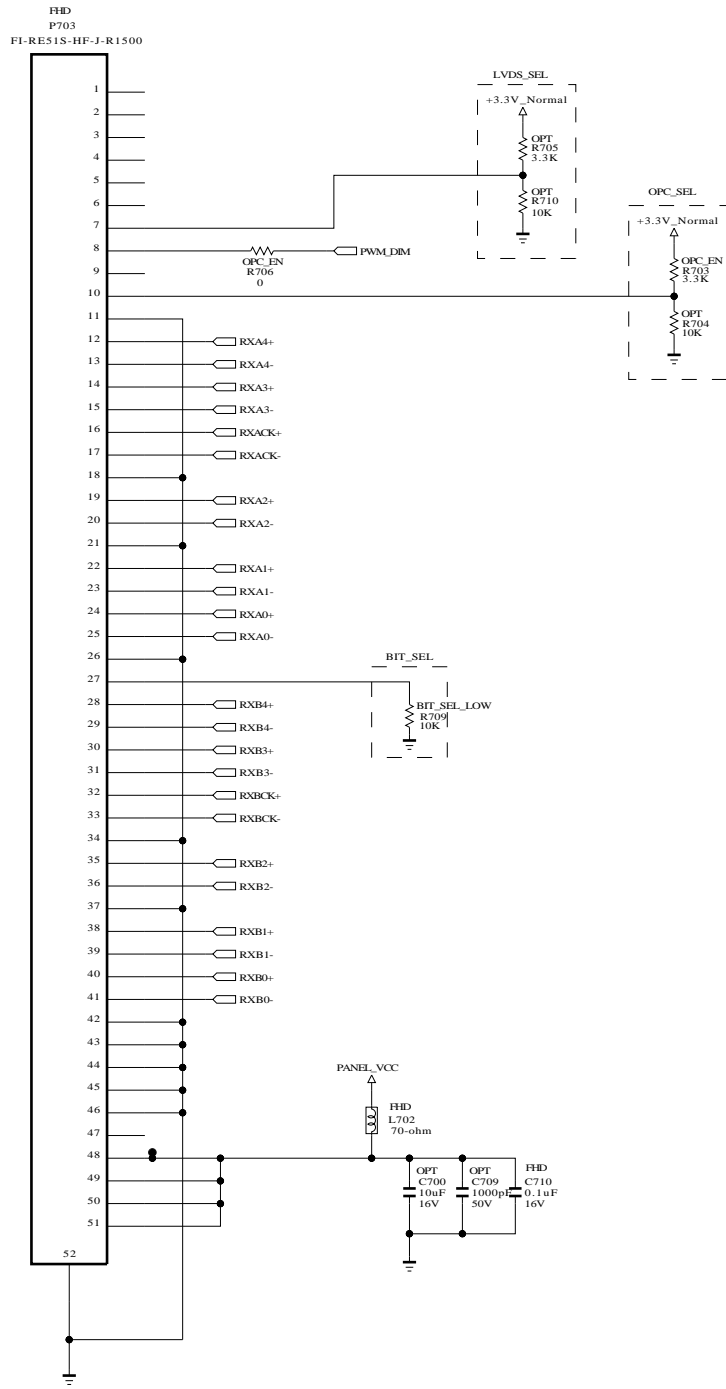 FHD
P703
FI-RE51S-HF-J-R1500
1
2
3
4
5
6
7
8
9
10
11
12
13
14
15
16
17
18
19
20
21
22
23
24
25
26
27
28
29
30
31
32
33
34
35
36
37
38
39
40
41
42
43
44
45
46
47
48
49
50
51
52
LVDS_SEL
+3.3V_Normal
OPT
R705
3.3K
OPT
R710
10K
OPC_SEL
+3.3V_Normal
OPC_EN
R703
3.3K
OPT
R704
10K
OPC_EN
R706
0
PWM_DIM
RXA4+
RXA4-
RXA3+
RXA3-
RXACK+
RXACK-
RXA2+
RXA2-
RXA1+
RXA1-
RXA0+
RXA0-
BIT_SEL
BIT_SEL_LOW
R709
10K
RXB4+
RXB4-
RXB3+
RXB3-
RXBCK+
RXBCK-
RXB2+
RXB2-
RXB1+
RXB1-
RXB0+
RXB0-
PANEL_VCC
FHD
L702
70-ohm
OPT
C700
10uF
16V
OPT
C709
1000pF
50V
FHD
C710
0.1uF
16V